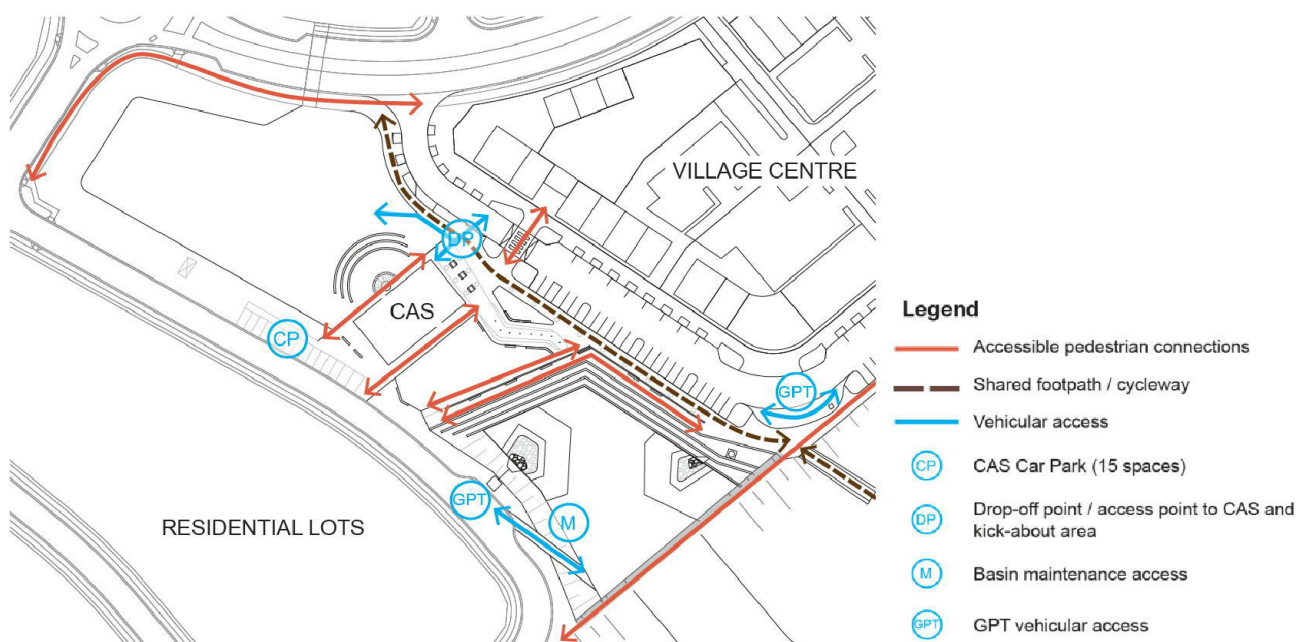 VILLAGE CENTRE
DP
CAS
CP
GPT
GPT
M
RESIDENTIAL LOTS
Legend
Accessible pedestrian connections
Shared footpath / cycleway
Vehicular access
CP CAS Car Park (15 spaces)
DP Drop-off point / access point to CAS and
kick-about area
M Basin maintenance access
GPT GPT vehicular access